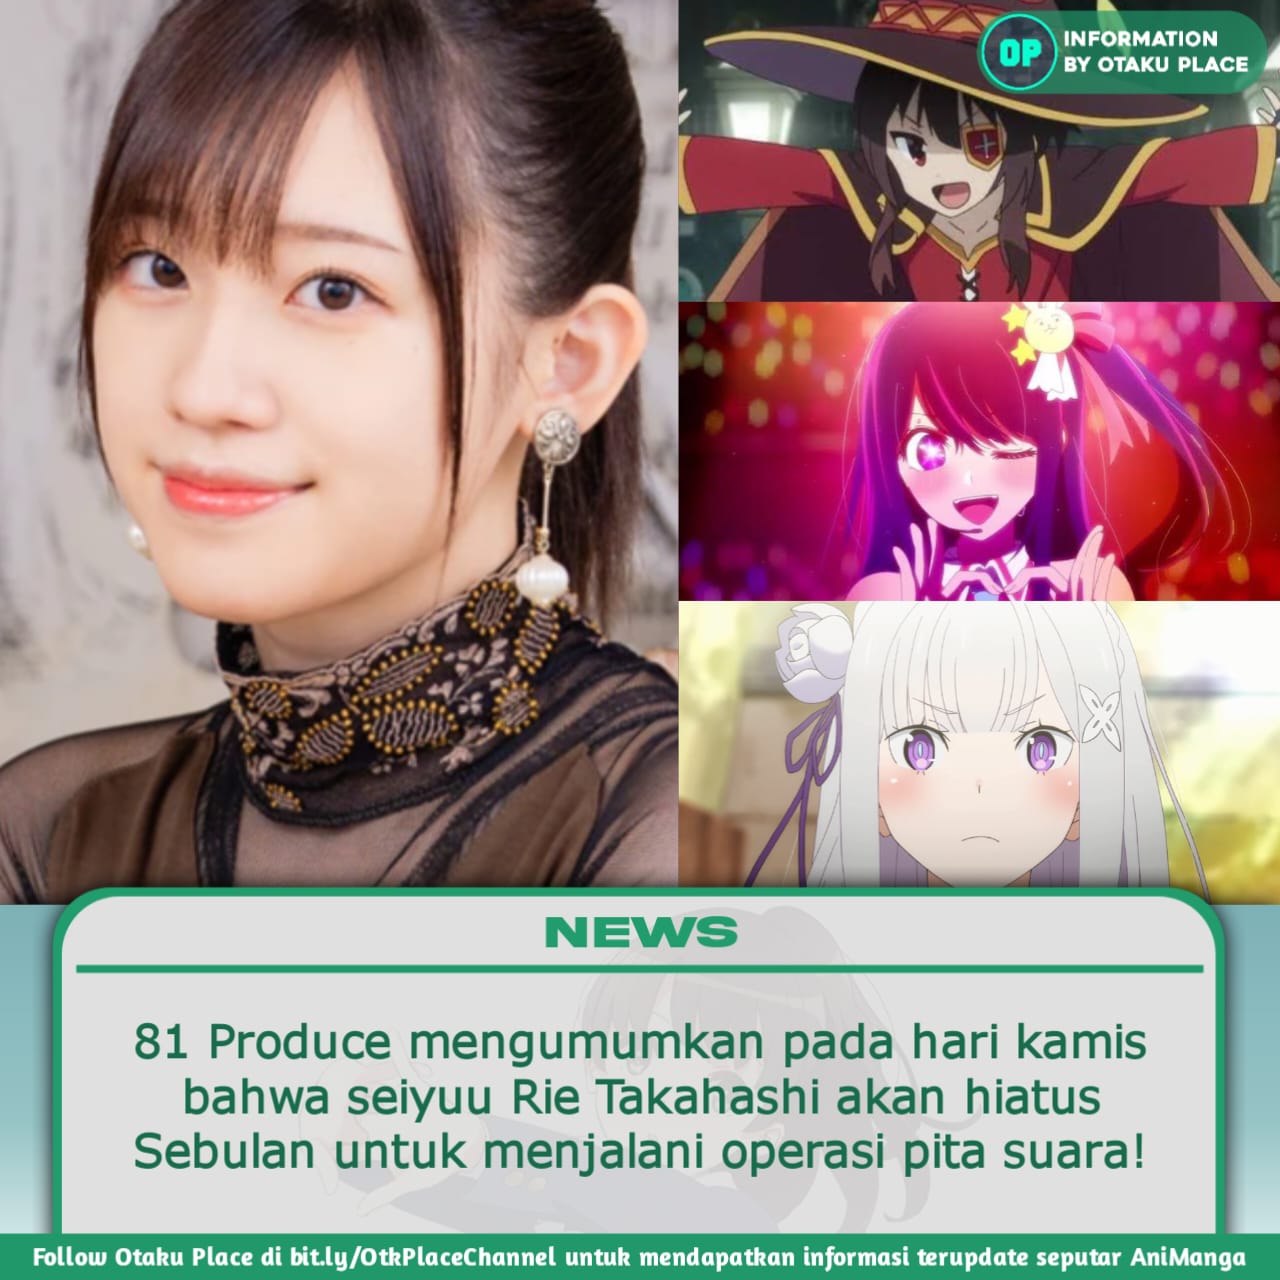 OP
INFORMATION
BY OTAKU PLACE
NEWS
81 Produce mengumumkan pada hari kamis
bahwa seiyuu Rie Takahashi akan hiatus
Sebulan untuk menjalani operasi pita suara!
Follow Otaku Place di bit.ly/OtkPlaceChannel untuk mendapatkan informasi terupdate seputar AniManga